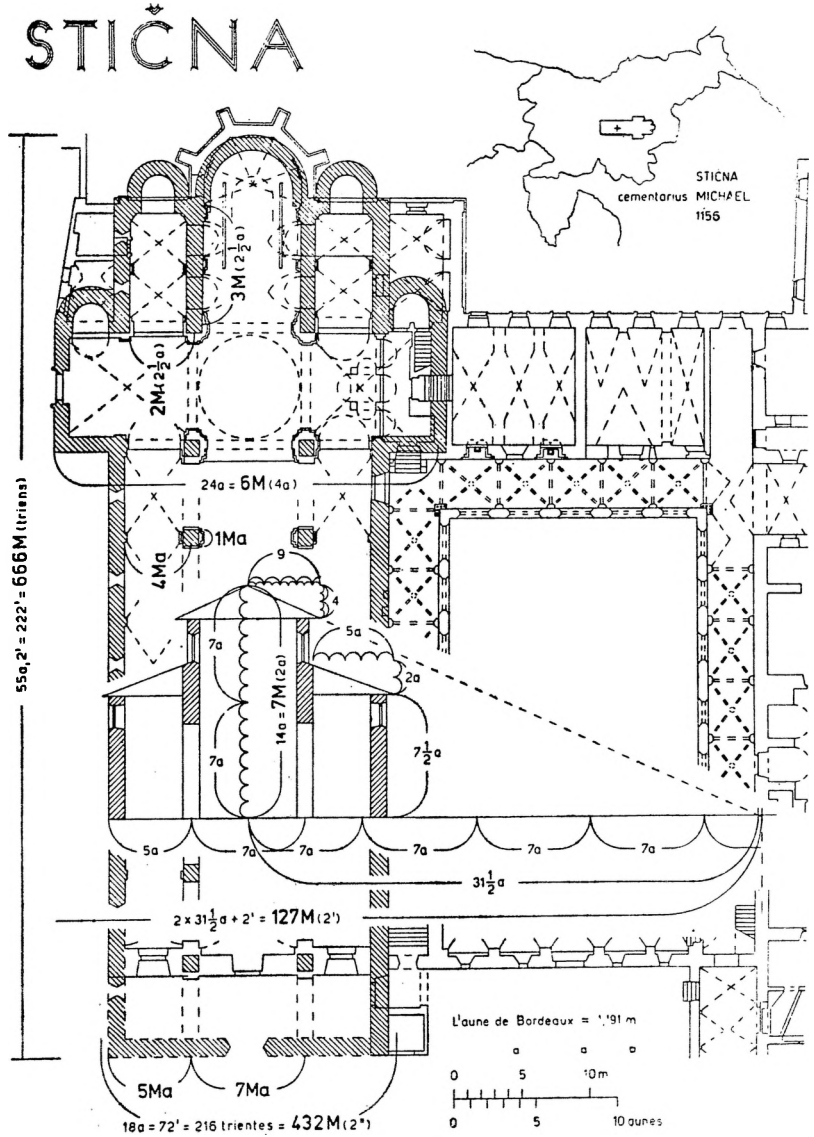 STIČNA
STIČNA
cementarius MICHAEL
1156
55a,2' = 222' = 666M (triens)
3M(2½a)
2M(2½a)
24a = 6M (4a)
1Ma
4Ma
9
4
7a
5a
2a
14a = 7M(2a)
7a
7½a
5a
7a
7a
7a
7a
7a
31½a
2 x 31½a + 2' = 127M (2')
L'aune de Bordeaux = 1,191 m
a a
0 5 10m
0 5 10 aunes
5Ma 7Ma
18a = 72' = 216 trientes = 432M(2")